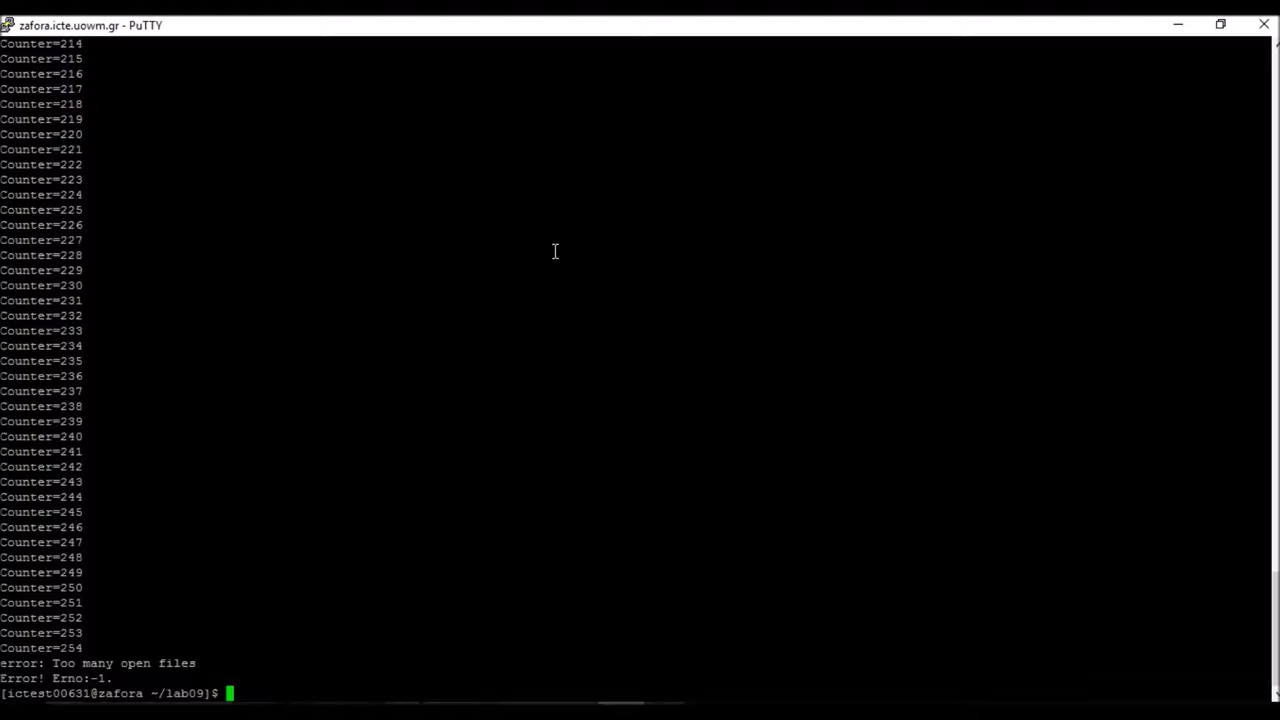 zafora.icte.uowm.gr - PuTTY
Counter=214
Counter=215
Counter=216
Counter=217
Counter=218
Counter=219
Counter=220
Counter=221
Counter=222
Counter=223
Counter=224
Counter=225
Counter=226
Counter=227
Counter=228
Counter=229
Counter=230
Counter=231
Counter=232
Counter=233
Counter=234
Counter=235
Counter=236
Counter=237
Counter=238
Counter=239
Counter=240
Counter=241
Counter=242
Counter=243
Counter=244
Counter=245
Counter=246
Counter=247
Counter=248
Counter=249
Counter=250
Counter=251
Counter=252
Counter=253
Counter=254
error: Too many open files
Error! Erno:-1.
[ictest00631@zafora ~/lab09]$